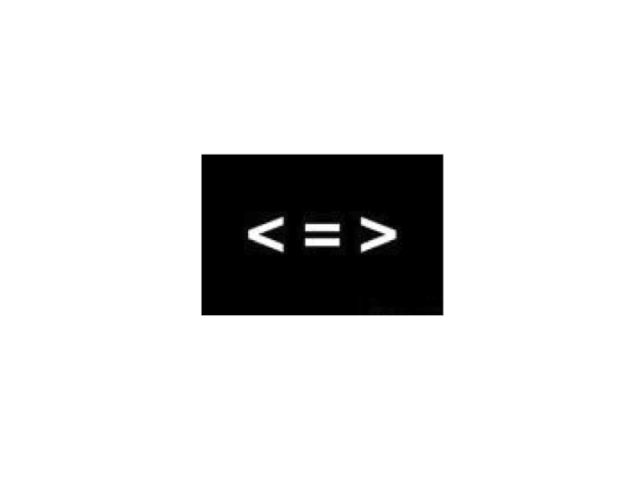 < = >